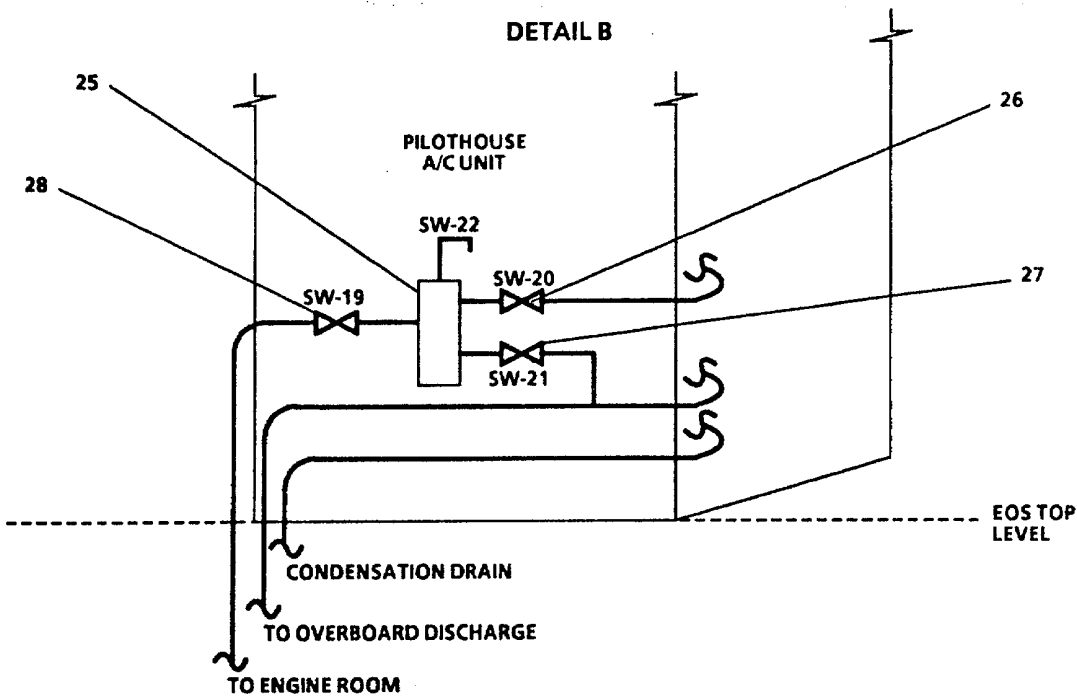 DETAIL B
25
26
PILOTHOUSE
A/C UNIT
28
SW-22
SW-20
27
SW-19
SW-21
EOS TOP
LEVEL
CONDENSATION DRAIN
TO OVERBOARD DISCHARGE
TO ENGINE ROOM